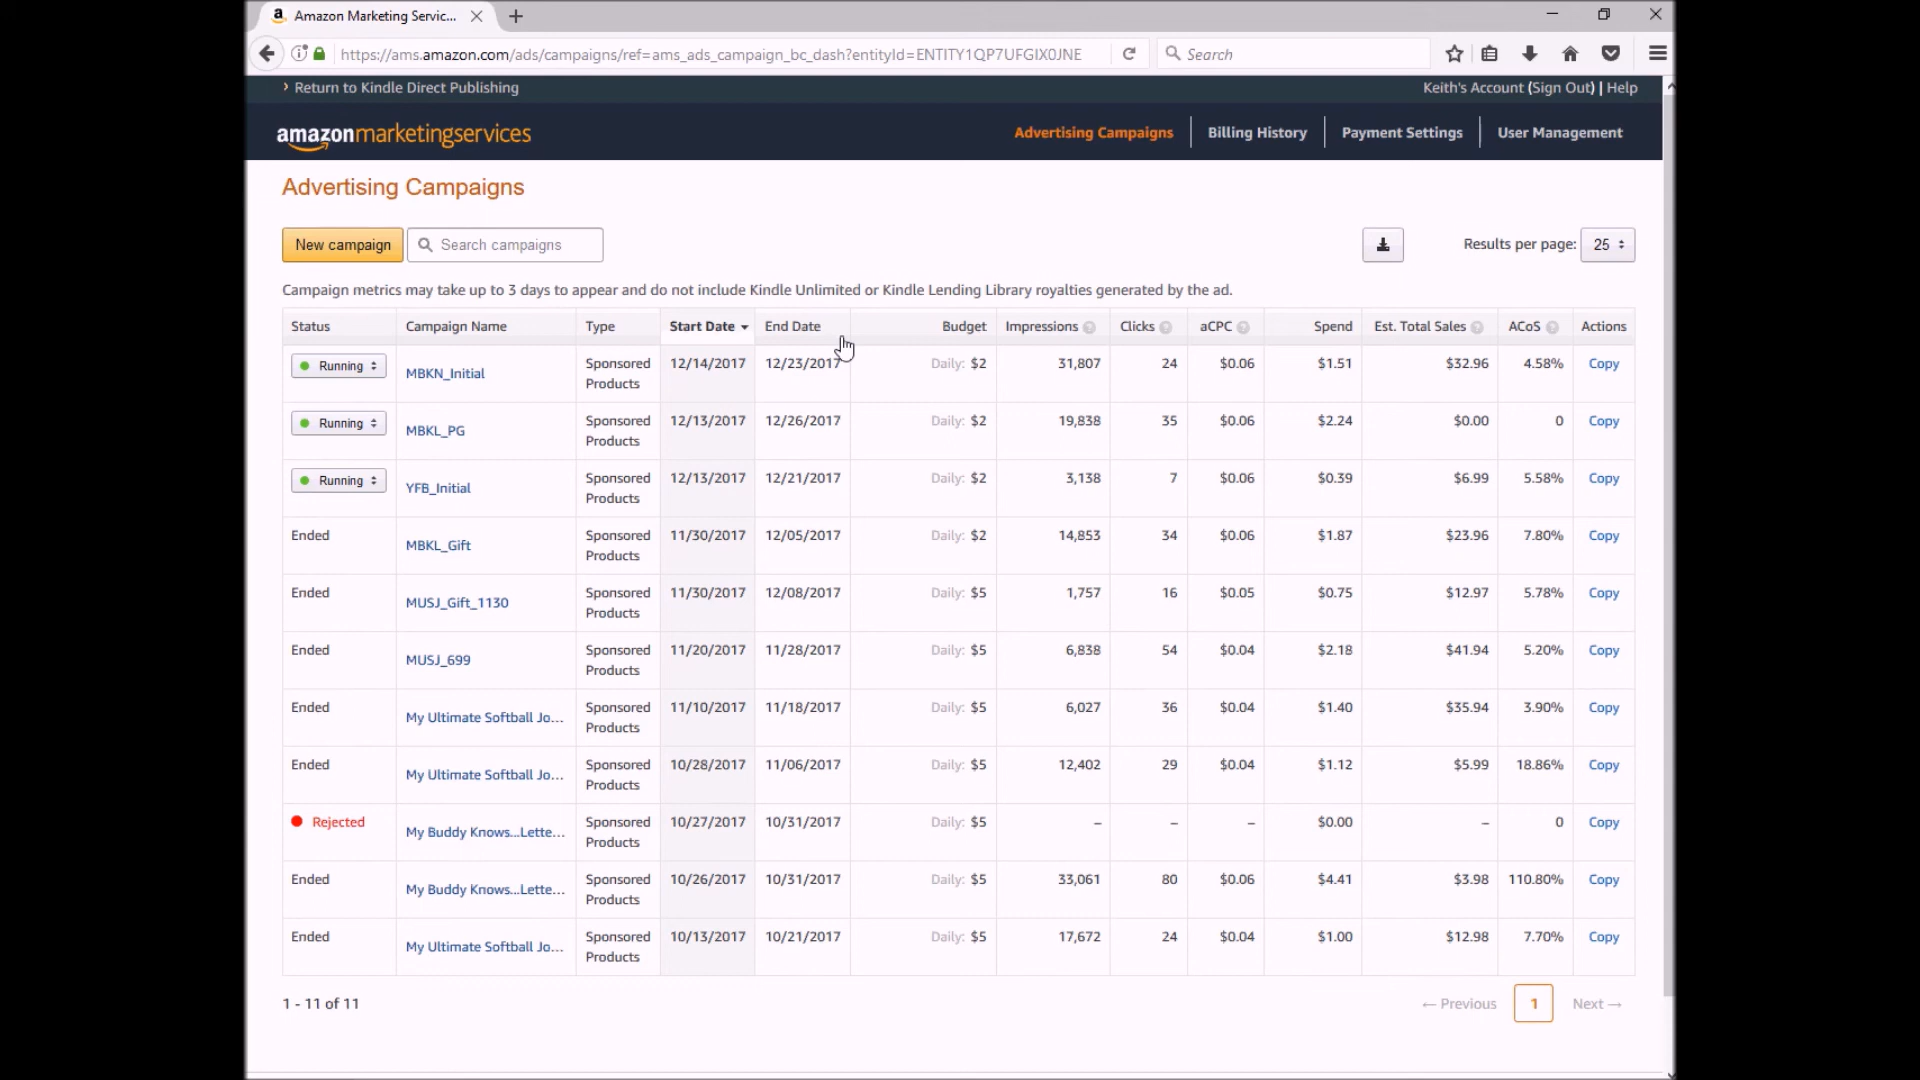 Amazon Marketing Servic...
https://ams.amazon.com/ads/campaigns/ref=ams_ads_campaign_bc_dash?entityId=ENTITY1QP7UFGIX0JNE
Search
› Return to Kindle Direct Publishing
Keith's Account (Sign Out) | Help
amazonmarketingservices
Advertising Campaigns | Billing History | Payment Settings | User Management
Advertising Campaigns
New campaign
Search campaigns
Results per page: 25
Campaign metrics may take up to 3 days to appear and do not include Kindle Unlimited or Kindle Lending Library royalties generated by the ad.
Status Campaign Name Type Start Date End Date Budget Impressions Clicks aCPC Spend Est. Total Sales ACoS Actions
Running MBKN_Initial Sponsored Products 12/14/2017 12/23/2017 Daily: $2 31,807 24 $0.06 $1.51 $32.96 4.58% Copy
Running MBKL_PG Sponsored Products 12/13/2017 12/26/2017 Daily: $2 19,838 35 $0.06 $2.24 $0.00 0 Copy
Running YFB_Initial Sponsored Products 12/13/2017 12/21/2017 Daily: $2 3,138 7 $0.06 $0.39 $6.99 5.58% Copy
Ended MBKL_Gift Sponsored Products 11/30/2017 12/05/2017 Daily: $2 14,853 34 $0.06 $1.87 $23.96 7.80% Copy
Ended MUSJ_Gift_1130 Sponsored Products 11/30/2017 12/08/2017 Daily: $5 1,757 16 $0.05 $0.75 $12.97 5.78% Copy
Ended MUSJ_699 Sponsored Products 11/20/2017 11/28/2017 Daily: $5 6,838 54 $0.04 $2.18 $41.94 5.20% Copy
Ended My Ultimate Softball Jo... Sponsored Products 11/10/2017 11/18/2017 Daily: $5 6,027 36 $0.04 $1.40 $35.94 3.90% Copy
Ended My Ultimate Softball Jo... Sponsored Products 10/28/2017 11/06/2017 Daily: $5 12,402 29 $0.04 $1.12 $5.99 18.86% Copy
Rejected My Buddy Knows...Lette... Sponsored Products 10/27/2017 10/31/2017 Daily: $5 – – – $0.00 – 0 Copy
Ended My Buddy Knows...Lette... Sponsored Products 10/26/2017 10/31/2017 Daily: $5 33,061 80 $0.06 $4.41 $3.98 110.80% Copy
Ended My Ultimate Softball Jo... Sponsored Products 10/13/2017 10/21/2017 Daily: $5 17,672 24 $0.04 $1.00 $12.98 7.70% Copy
1 - 11 of 11
← Previous 1 Next →